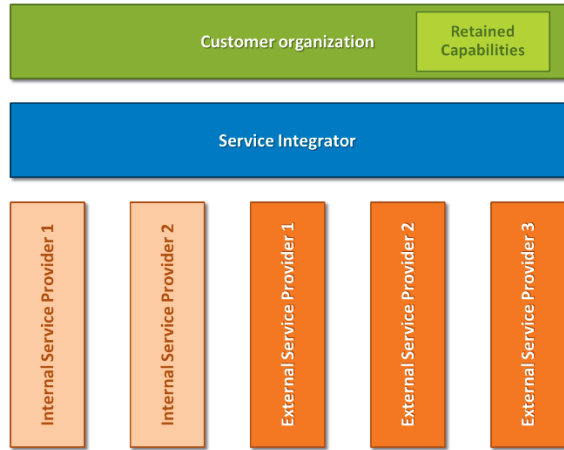 Customer organization
Retained
Capabilities
Service Integrator
Internal Service Provider 1
Internal Service Provider 2
External Service Provider 1
External Service Provider 2
External Service Provider 3